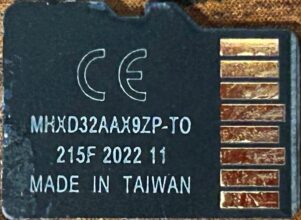 CE
MHXD32AAX9ZP-TO
215F 2022 11
MADE IN TAIWAN